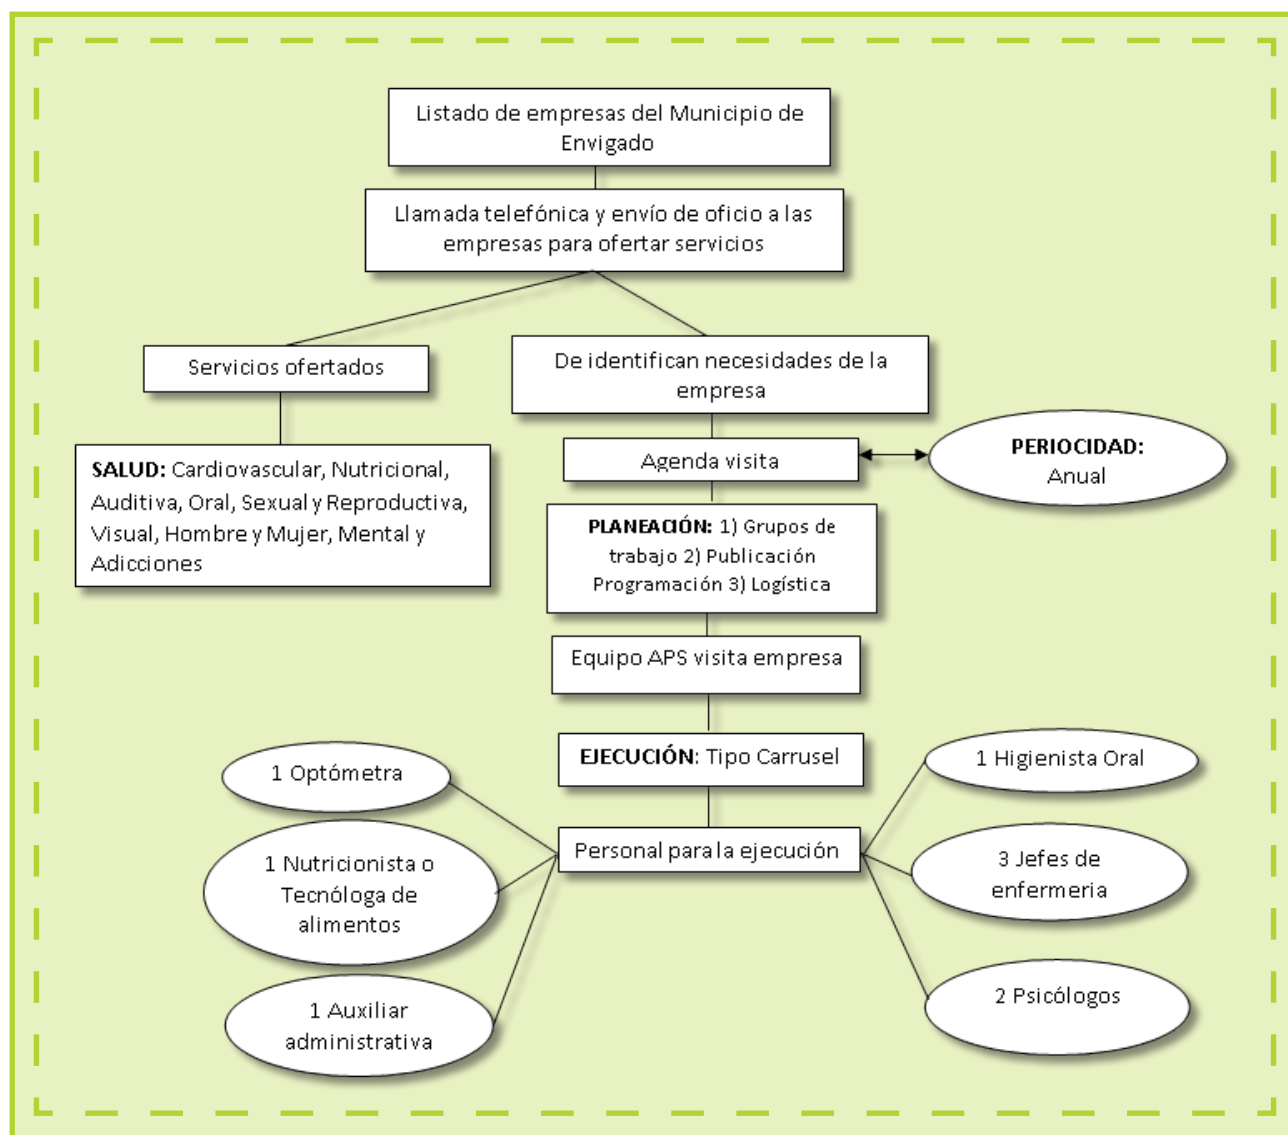 Listado de empresas del Municipio de
Envigado
Llamada telefónica y envío de oficio a las
empresas para ofertar servicios
Servicios ofertados
De identifican necesidades de la
empresa
SALUD: Cardiovascular, Nutricional,
Auditiva, Oral, Sexual y Reproductiva,
Visual, Hombre y Mujer, Mental y
Adicciones
Agenda visita
PERIOCIDAD:
Anual
PLANEACIÓN: 1) Grupos de
trabajo 2) Publicación
Programación 3) Logística
Equipo APS visita empresa
EJECUCIÓN: Tipo Carrusel
Personal para la ejecución
1 Optómetra
1 Nutricionista o
Tecnóloga de
alimentos
1 Auxiliar
administrativa
1 Higienista Oral
3 Jefes de
enfermeria
2 Psicólogos